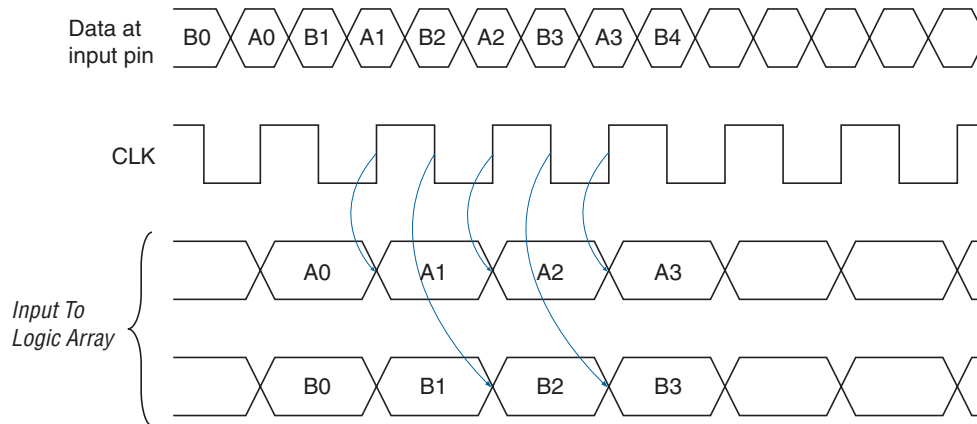 Data at
input pin
B0 A0 B1 A1 B2 A2 B3 A3 B4
CLK
A0 A1 A2 A3
Input To
Logic Array
B0 B1 B2 B3